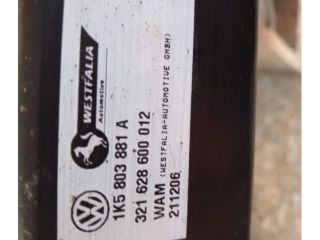 WESTFALIA
Automotive
1K5 803 881 A
321 628 600 012
WAM (WESTFALIA-AUTOMOTIVE GMBH)
211206